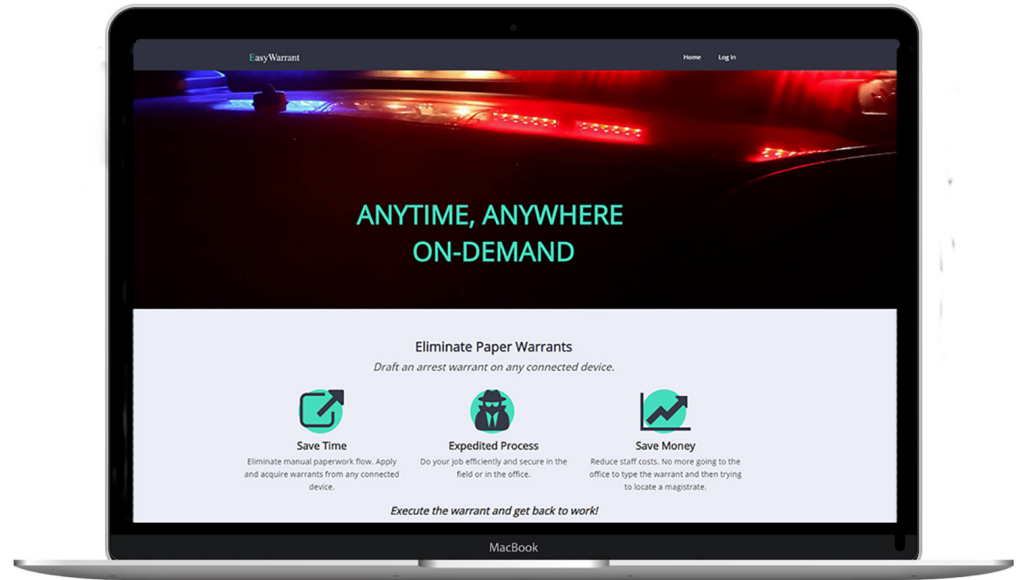 EasyWarrant
Home
Log In
ANYTIME, ANYWHERE
ON-DEMAND
Eliminate Paper Warrants
Draft an arrest warrant on any connected device.
Save Time
Eliminate manual paperwork flow. Apply
and acquire warrants from any connected
device.
Expedited Process
Do your job efficiently and secure in the
field or in the office.
Save Money
Reduce staff costs. No more going to the
office to type the warrant and then trying
to locate a magistrate.
Execute the warrant and get back to work!
MacBook